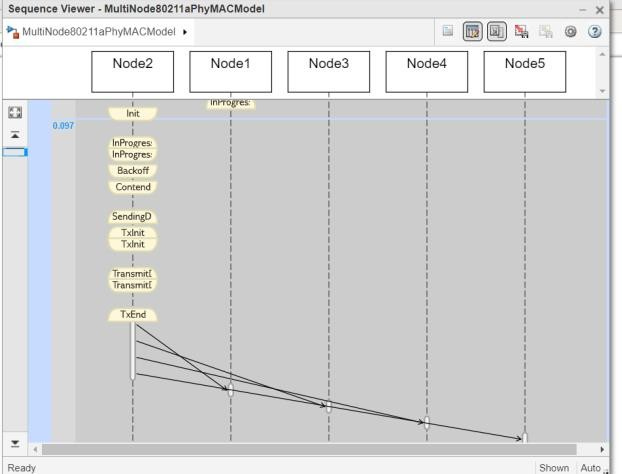 Sequence Viewer - MultiNode80211aPhyMACModel
MultiNode80211aPhyMACModel
Node2 Node1 Node3 Node4 Node5
InProgres:
Init
0.097
InProgres:
InProgres:
Backoff
Contend
SendingD
TxInit
TxInit
Transmit
Transmit
TxEnd
Ready Shown Auto